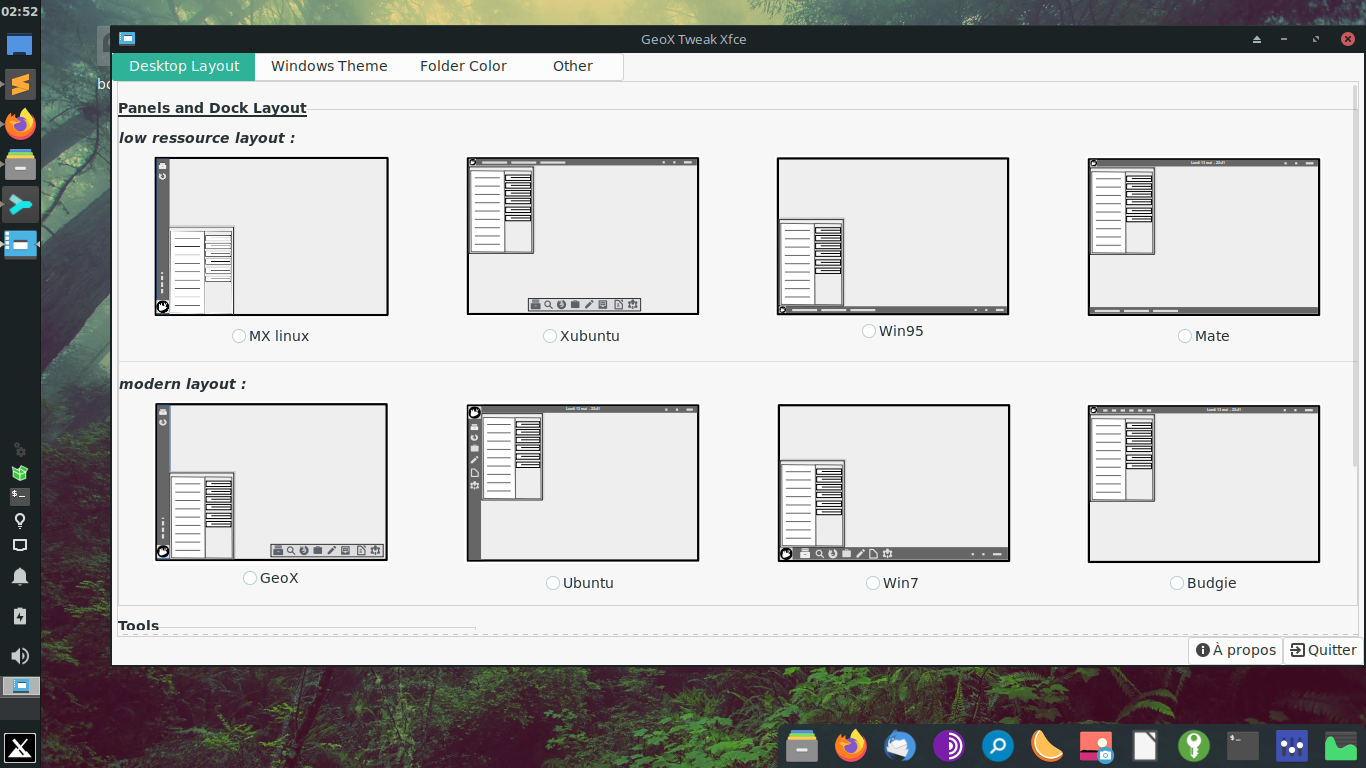 02:52
GeoX Tweak Xfce
Desktop Layout
Windows Theme
Folder Color
Other
Panels and Dock Layout
low ressource layout :
MX linux
Xubuntu
Win95
Mate
modern layout :
GeoX
Ubuntu
Win7
Budgie
Tools
À propos
Quitter